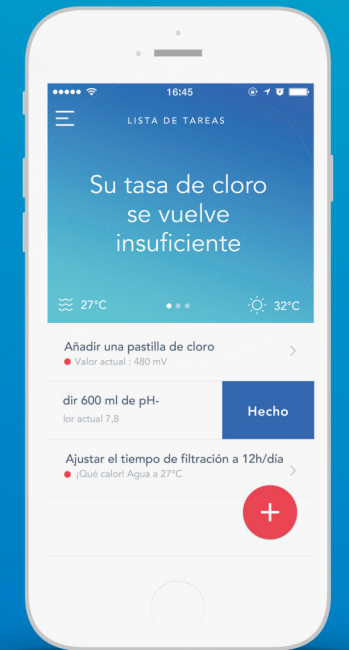 16:45
LISTA DE TAREAS
Su tasa de cloro
se vuelve
insuficiente
27°C
32°C
Añadir una pastilla de cloro
Valor actual : 480 mV
dir 600 ml de pH-
lor actual 7,8
Hecho
Ajustar el tiempo de filtración a 12h/día
¡Qué calor! Agua a 27°C
+